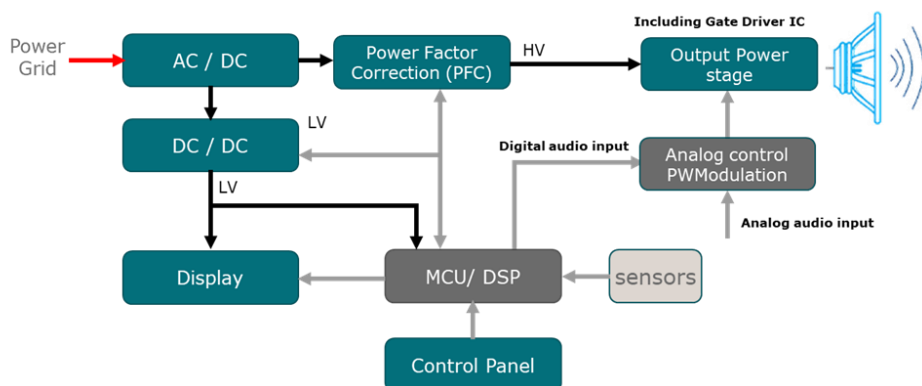 Including Gate Driver IC
Power
Grid
AC / DC
Power Factor
Correction (PFC)
HV
Output Power
stage
LV
DC / DC
Digital audio input
Analog control
PWModulation
LV
Analog audio input
Display
MCU/ DSP
sensors
Control Panel